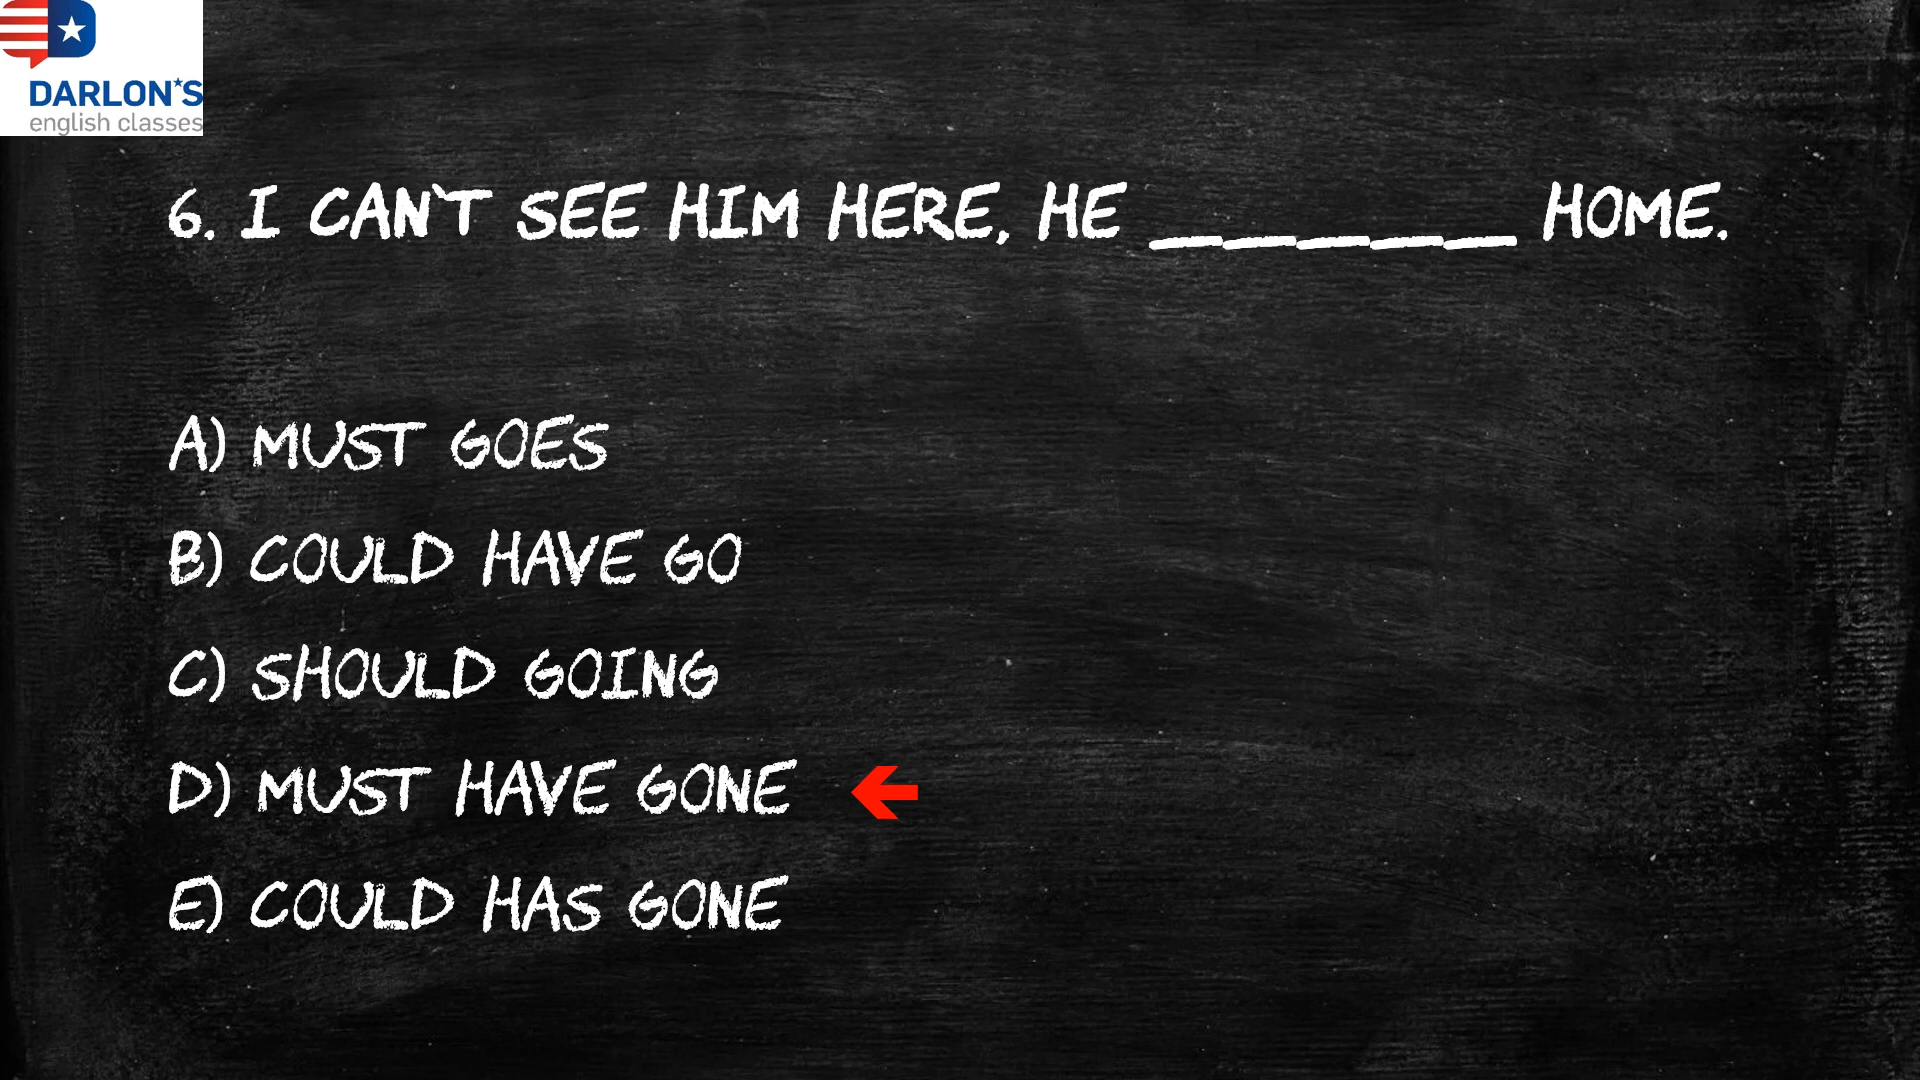 DARLON'S
english classes
6. I CAN'T SEE HIM HERE, HE _____ HOME.
A) MUST GOES
B) COULD HAVE GO
C) SHOULD GOING
D) MUST HAVE GONE
E) COULD HAS GONE